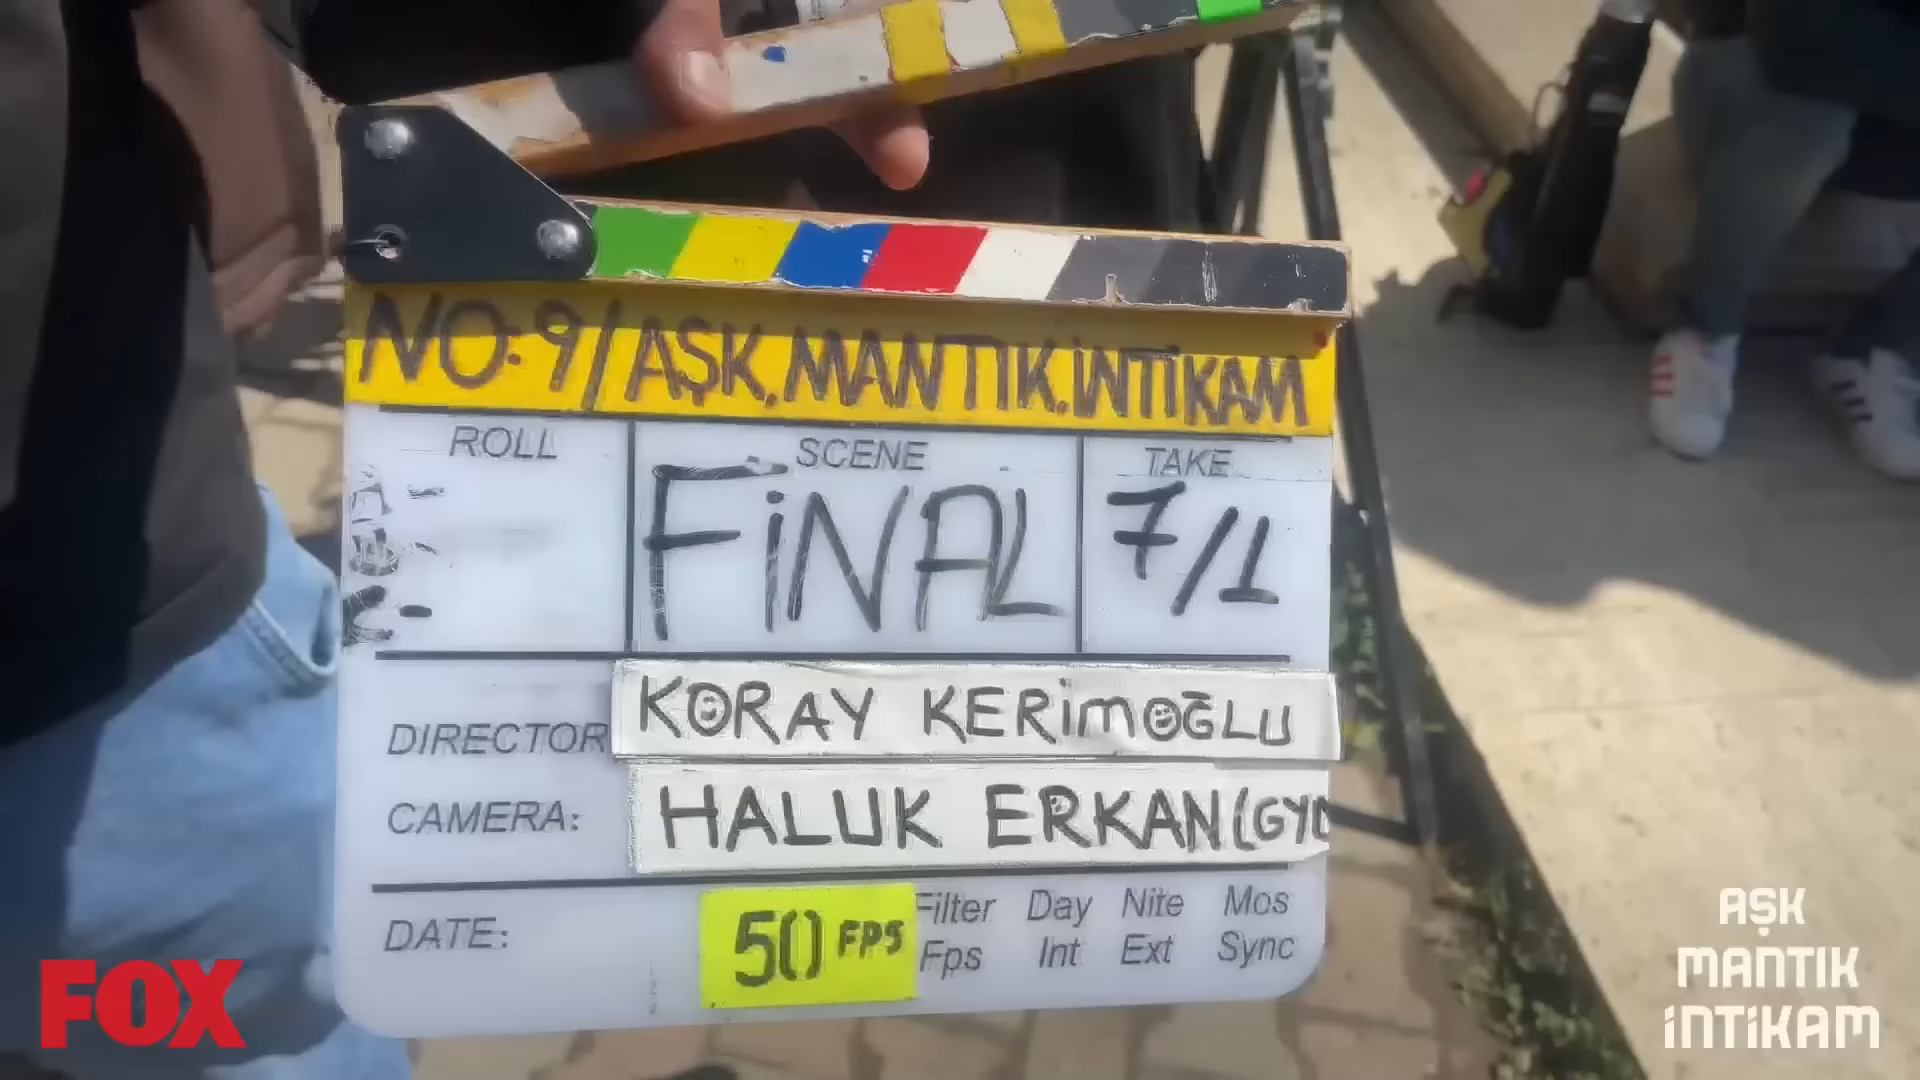 NO:9/AŞK.MANTIK.İNTİKAM
ROLL
SCENE
TAKE
FİNAL
7/1
DIRECTOR
KORAY KERİMOĞLU
CAMERA:
HALUK ERKAN(GYD
DATE:
50 FPS
Filter Day Nite Mos
Fps Int Ext Sync
FOX
AŞK
MANTIK
İNTİKAM